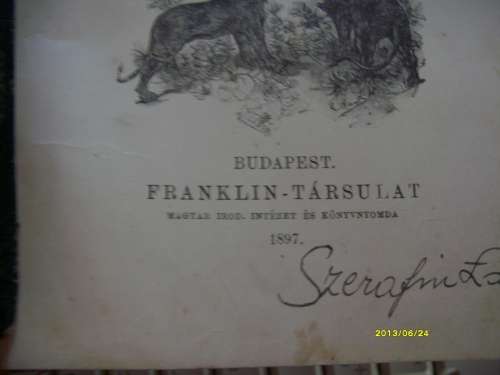 BUDAPEST.
FRANKLIN-TÁRSULAT
MAGYAR IROD. INTÉZET ÉS KÖNYVNYOMDA
1897.
Szerafin
2013/06/24